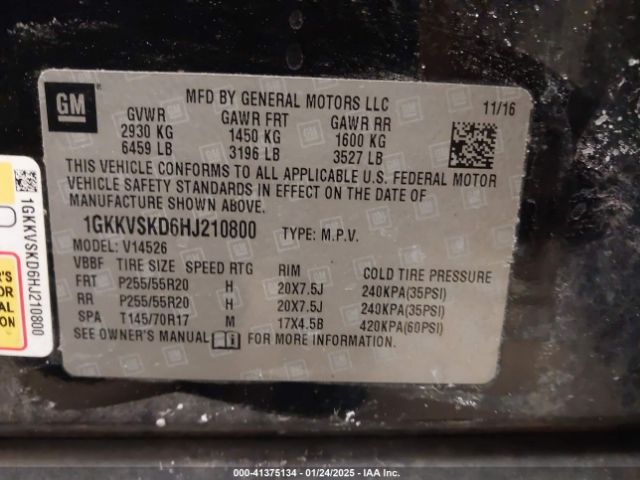 GM
MFD BY GENERAL MOTORS LLC
11/16
GVWR GAWR FRT GAWR RR
2930 KG 1450 KG 1600 KG
6459 LB 3196 LB 3527 LB
THIS VEHICLE CONFORMS TO ALL APPLICABLE U.S. FEDERAL MOTOR
VEHICLE SAFETY STANDARDS IN EFFECT ON THE DATE OF
MANUFACTURE SHOWN ABOVE.
1GKKVSKD6HJ210800 TYPE: M.P.V.
MODEL: V14526
VBBF TIRE SIZE SPEED RTG RIM COLD TIRE PRESSURE
FRT P255/55R20 H 20X7.5J 240KPA(35PSI)
RR P255/55R20 H 20X7.5J 240KPA(35PSI)
SPA T145/70R17 M 17X4.5B 420KPA(60PSI)
SEE OWNER'S MANUAL FOR MORE INFORMATION
1GKKVSKD6HJ210800
000-41375134 - 01/24/2025 - IAA Inc.